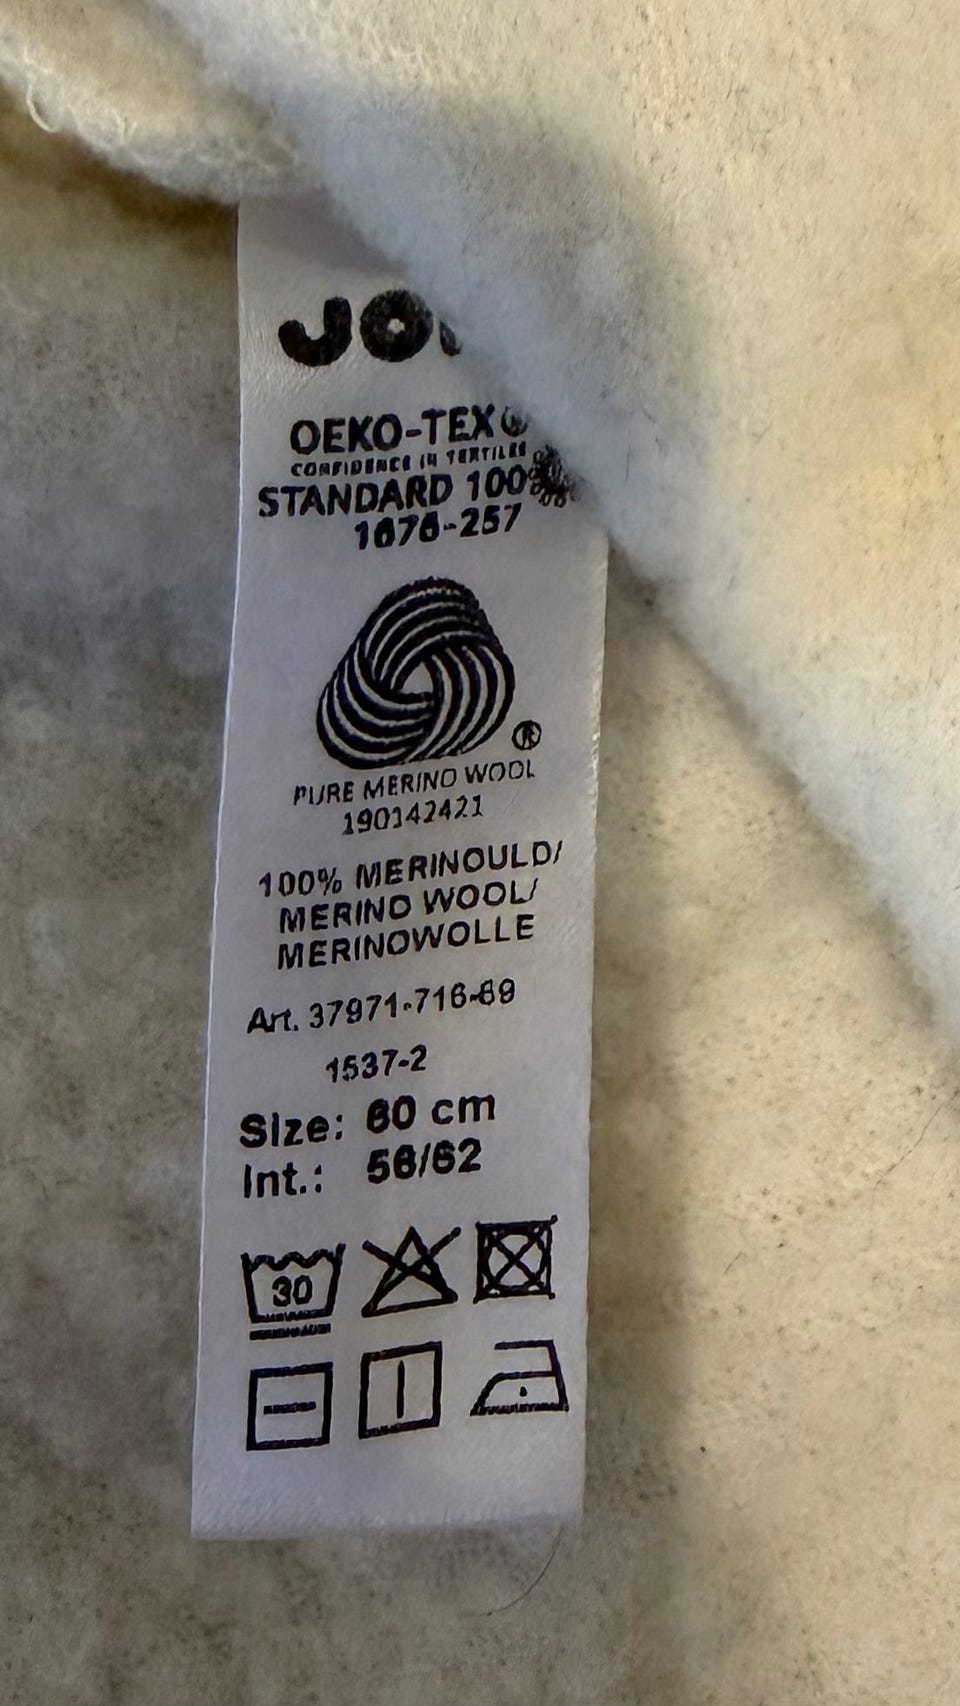 OEKO-TEX®
CONFIDENCE IN TEXTILES
STANDARD 100
1676-257
®
PURE MERINO WOOL
190142421
100% MERINOULD/
MERINO WOOL/
MERINOWOLLE
Art. 37971-716-69
1537-2
Size: 60 cm
Int.: 56/62
30